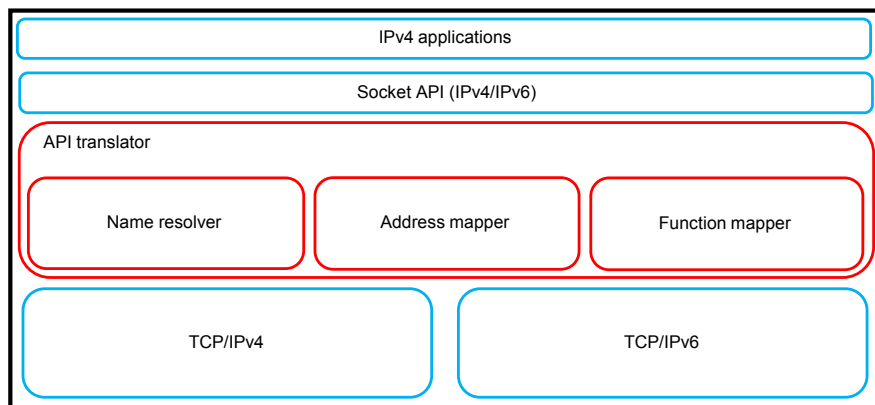 IPv4 applications
Socket API (IPv4/IPv6)
API translator
Name resolver
Address mapper
Function mapper
TCP/IPv4
TCP/IPv6